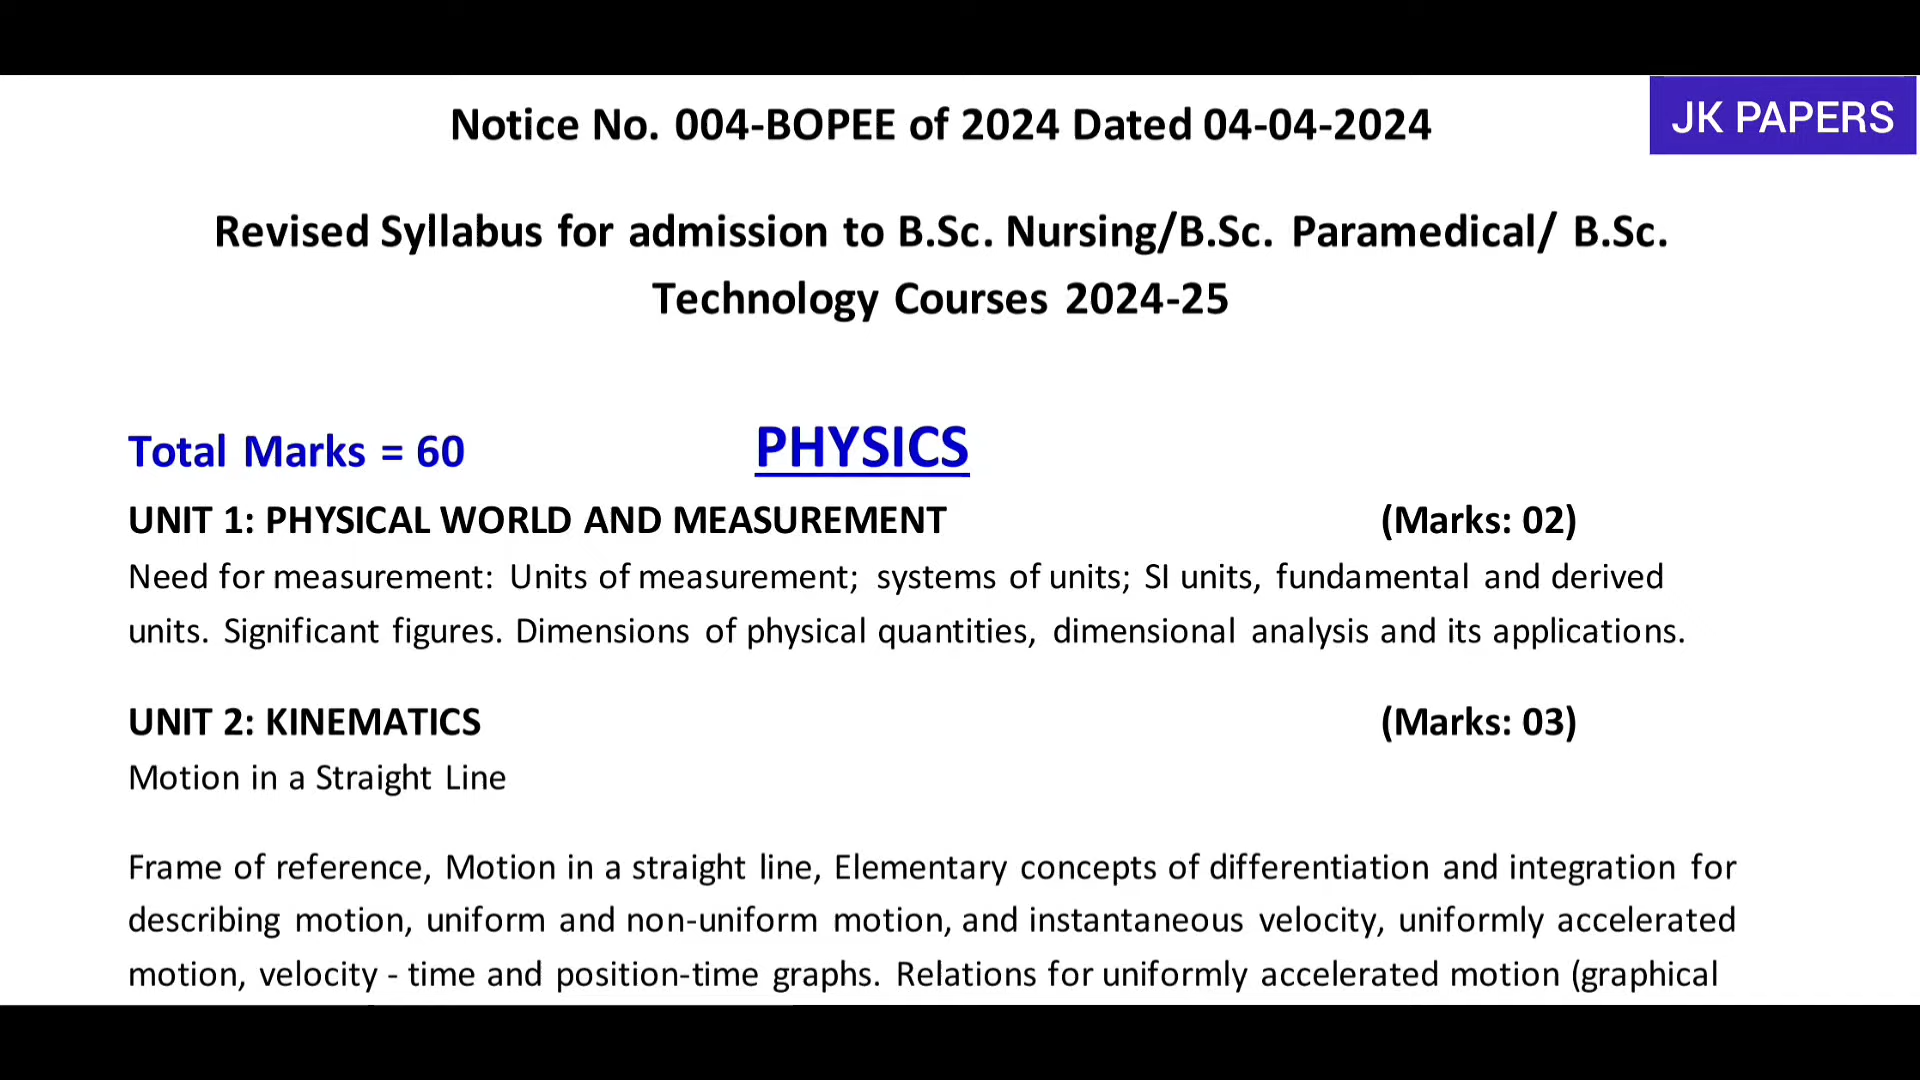 JK PAPERS
Notice No. 004-BOPEE of 2024 Dated 04-04-2024
Revised Syllabus for admission to B.Sc. Nursing/B.Sc. Paramedical/ B.Sc.
Technology Courses 2024-25
Total Marks = 60 PHYSICS
UNIT 1: PHYSICAL WORLD AND MEASUREMENT (Marks: 02)
Need for measurement: Units of measurement; systems of units; SI units, fundamental and derived
units. Significant figures. Dimensions of physical quantities, dimensional analysis and its applications.
UNIT 2: KINEMATICS (Marks: 03)
Motion in a Straight Line
Frame of reference, Motion in a straight line, Elementary concepts of differentiation and integration for
describing motion, uniform and non-uniform motion, and instantaneous velocity, uniformly accelerated
motion, velocity - time and position-time graphs. Relations for uniformly accelerated motion (graphical